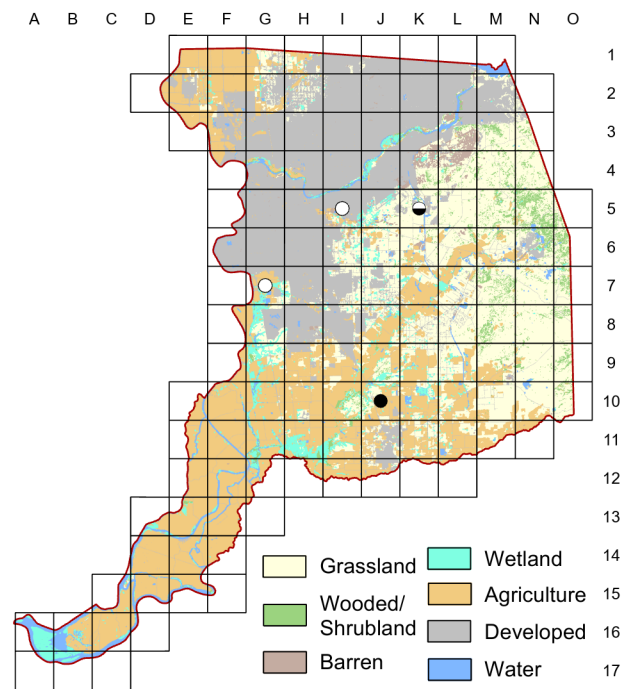 A B C D E F G H I J K L M N O
1
2
3
4
5
6
7
8
9
10
11
12
13
14
15
16
17
Grassland
Wooded/
Shrubland
Barren
Wetland
Agriculture
Developed
Water